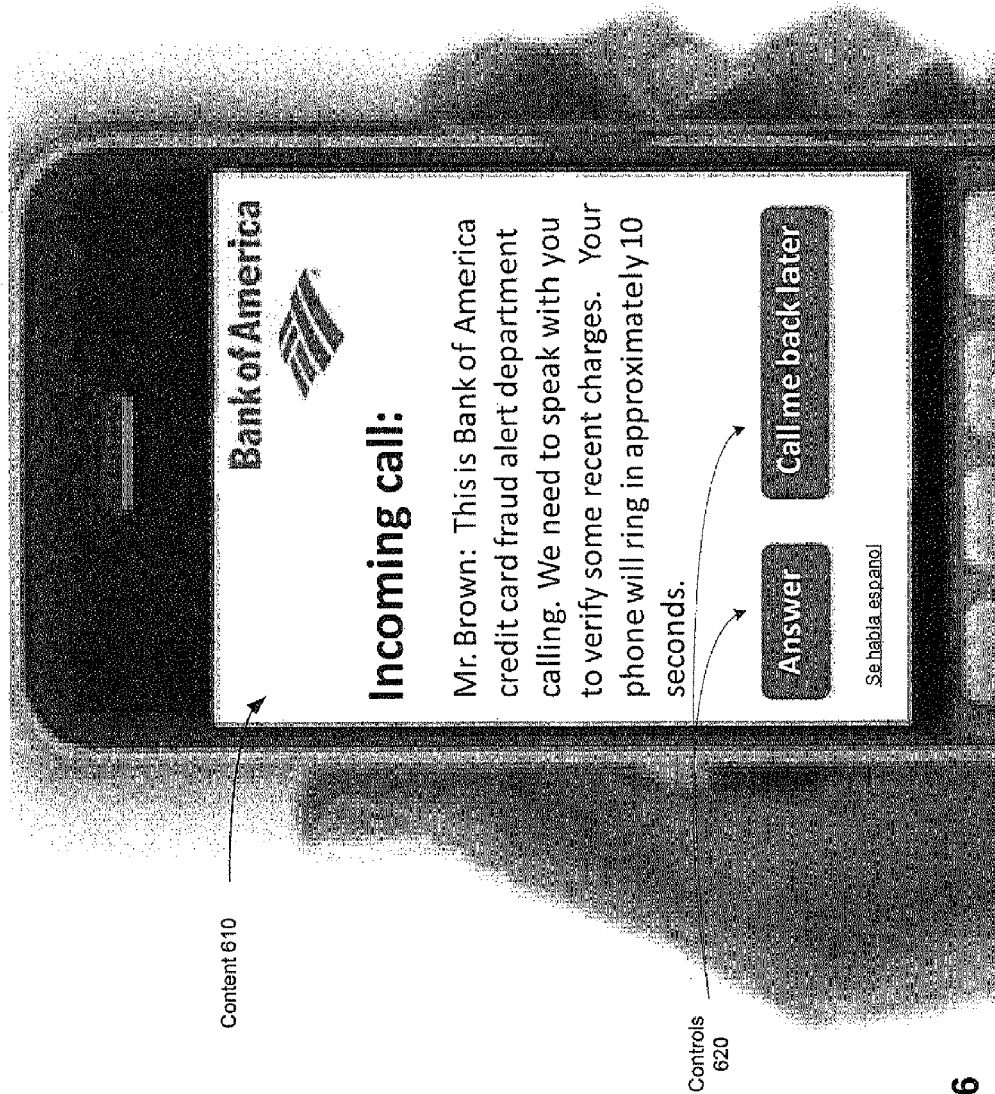 Bank of America
Incoming call:
Mr. Brown: This is Bank of America
credit card fraud alert department
calling. We need to speak with you
to verify some recent charges. Your
phone will ring in approximately 10
seconds.
Answer
Call me back later
Se habla espanol
Content 610
Controls
620
6